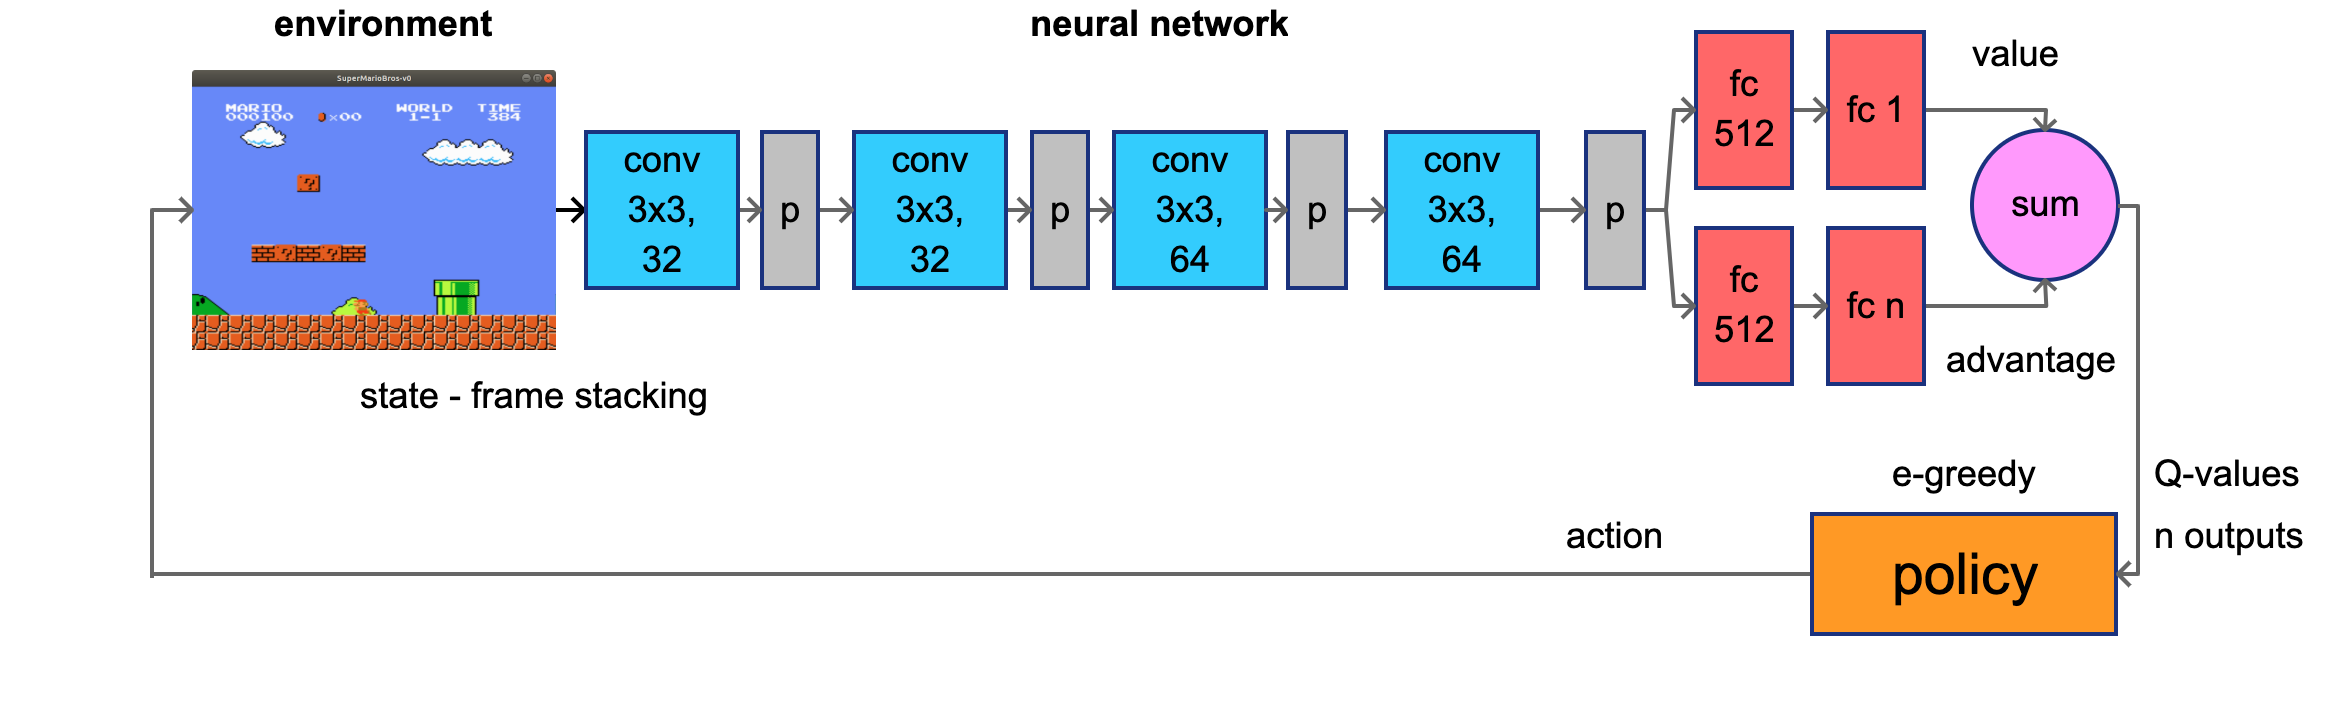 environment
neural network
SuperMarioBros-v0
MARIO WORLD TIME
000100 ×00 1-1 384
?
? ?
conv
3x3,
32
p
conv
3x3,
32
p
conv
3x3,
64
p
conv
3x3,
64
p
fc
512
fc 1
value
fc
512
fc n
advantage
sum
state - frame stacking
e-greedy
Q-values
action
n outputs
policy